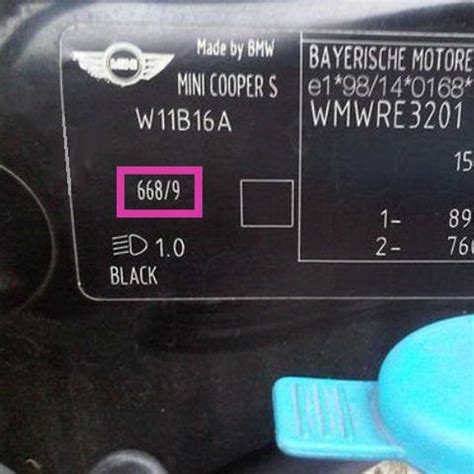 MINI
Made by BMW
MINI COOPER S
W11B16A
668/9
1.0
BLACK
BAYERISCHE MOTORE
e1*98/14*0168*
WMWRE3201
15
1- 89
2- 76